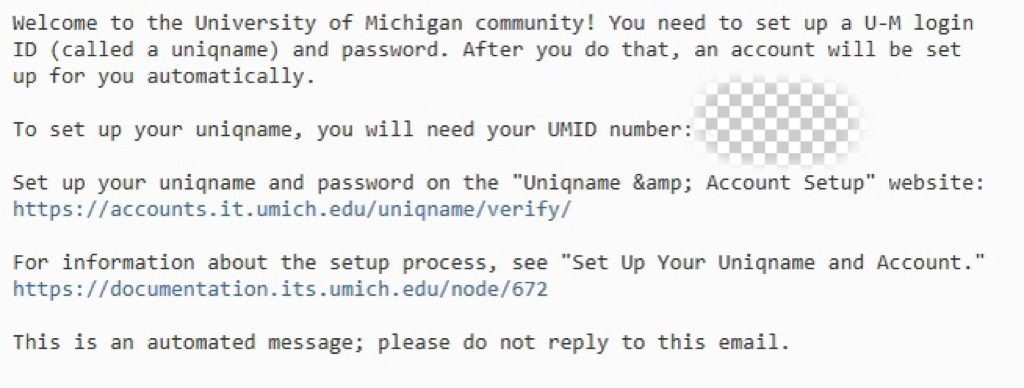 Welcome to the University of Michigan community! You need to set up a U-M login
ID (called a uniqname) and password. After you do that, an account will be set
up for you automatically.
To set up your uniqname, you will need your UMID number:
Set up your uniqname and password on the "Uniqname &amp; Account Setup" website:
https://accounts.it.umich.edu/uniqname/verify/
For information about the setup process, see "Set Up Your Uniqname and Account."
https://documentation.its.umich.edu/node/672
This is an automated message; please do not reply to this email.